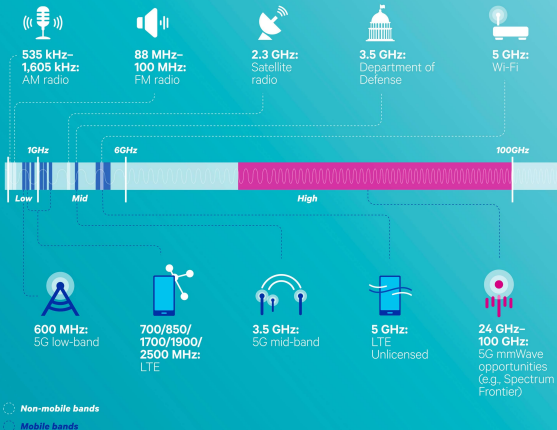 535 kHz–
1,605 kHz:
AM radio
88 MHz–
100 MHz:
FM radio
2.3 GHz:
Satellite
radio
3.5 GHz:
Department of
Defense
5 GHz:
Wi-Fi
1GHz
6GHz
100GHz
Low
Mid
High
600 MHz:
5G low-band
700/850/
1700/1900/
2500 MHz:
LTE
3.5 GHz:
5G mid-band
5 GHz:
LTE
Unlicensed
24 GHz–
100 GHz:
5G mmWave
opportunities
(e.g., Spectrum
Frontier)
Non-mobile bands
Mobile bands